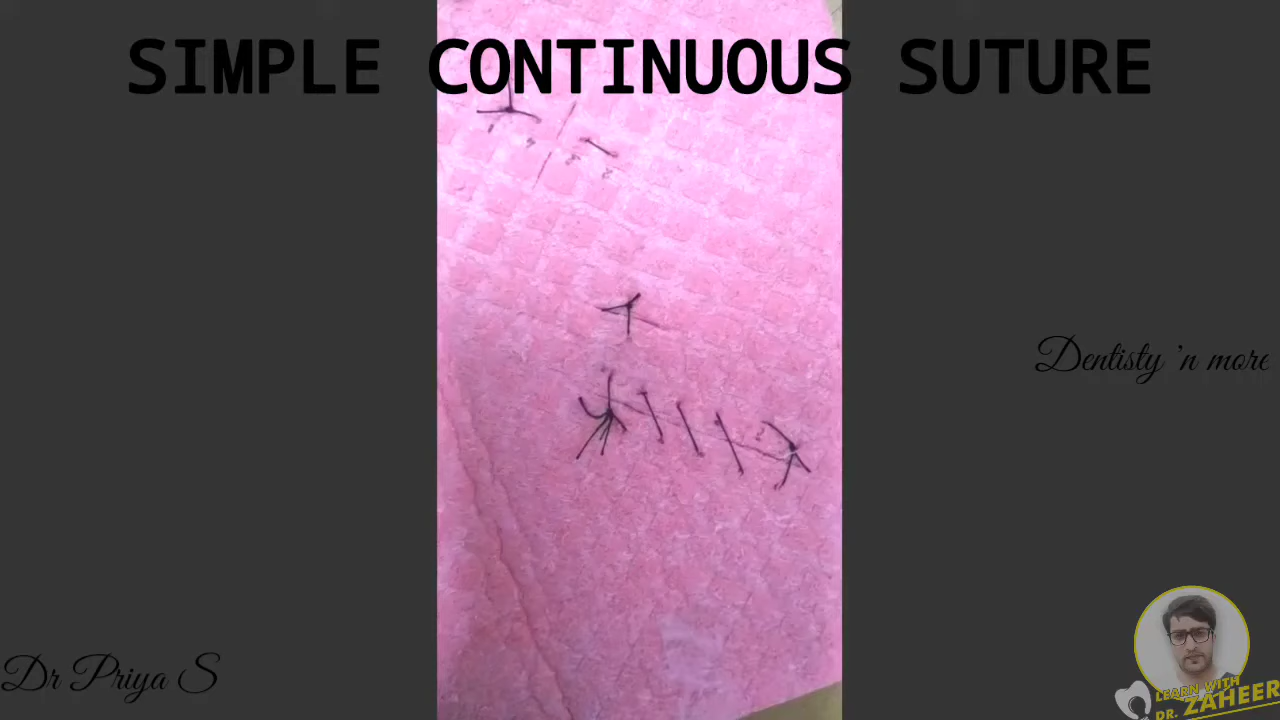 SIMPLE CONTINUOUS SUTURE
Dentisty 'n more
Dr Priya S
LEARN WITH
DR. ZAHEER